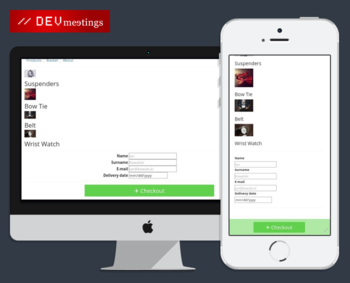 // DEVmeetings
Products Basket About
Suspenders
Bow Tie
Belt
Wrist Watch
Name
Surname
E-mail
Delivery date mm/dd/yyyy
+ Checkout
Suspenders
Bow Tie
Belt
Wrist Watch
Name
Surname
E-mail
Delivery date
mm/dd/yyyy
+ Checkout